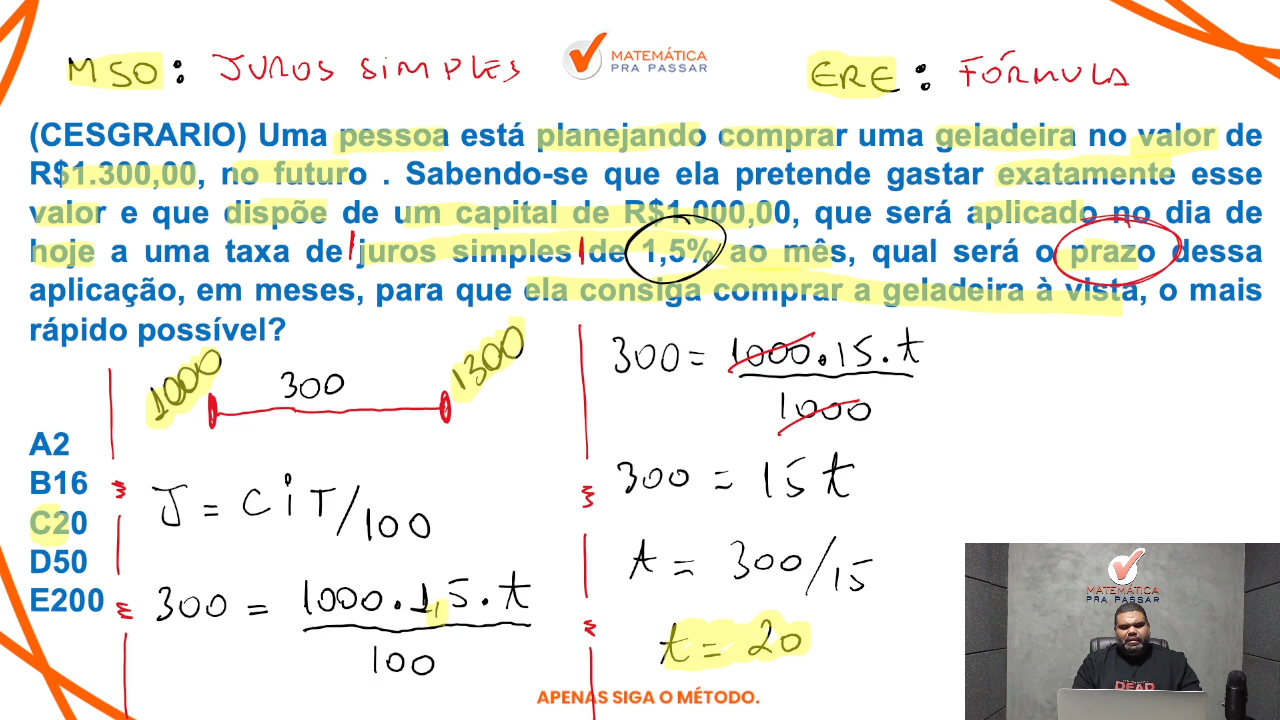 MSO: JUROS SIMPLES
MATEMÁTICA
PRA PASSAR
ERE: FÓRMULA
(CESGRARIO) Uma pessoa está planejando comprar uma geladeira no valor de
R$1.300,00, no futuro . Sabendo-se que ela pretende gastar exatamente esse
valor e que dispõe de um capital de R$1.000,00, que será aplicado no dia de
hoje a uma taxa de juros simples de 1,5% ao mês, qual será o prazo dessa
aplicação, em meses, para que ela consiga comprar a geladeira à vista, o mais
rápido possível?
A2
B16
C20
D50
E200
1000 300 1300
J = CiT/100
300 = 1000.1,5.t
100
300 = 1000.15.t
1000
300 = 15t
t = 300/15
t = 20
MATEMÁTICA
PRA PASSAR
DEAD
APENAS SIGA O MÉTODO.